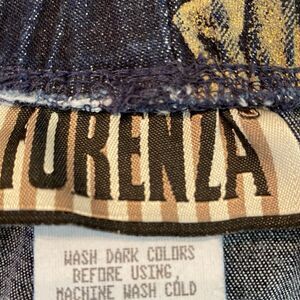 FORENZA
WASH DARK COLORS
BEFORE USING,
MACHINE WASH COLD